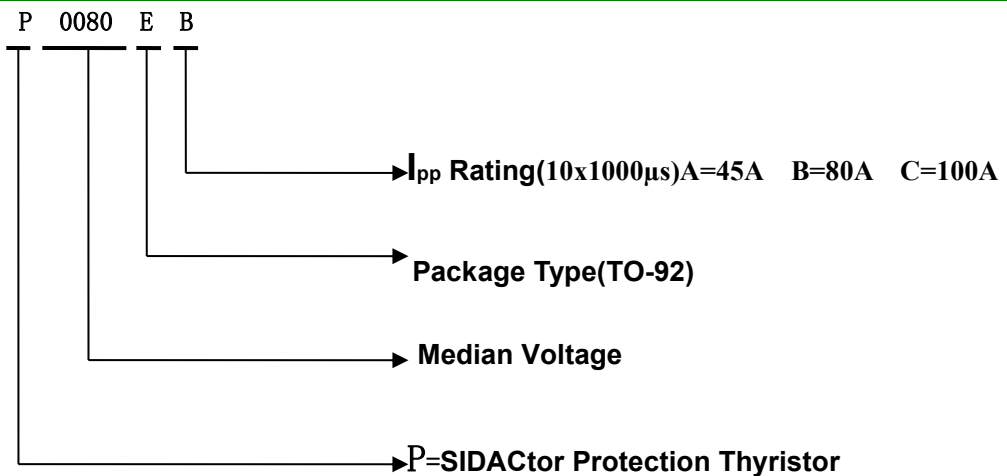 P 0080 E B
Ipp Rating(10x1000μs)A=45A B=80A C=100A
Package Type(TO-92)
Median Voltage
P=SIDACtor Protection Thyristor